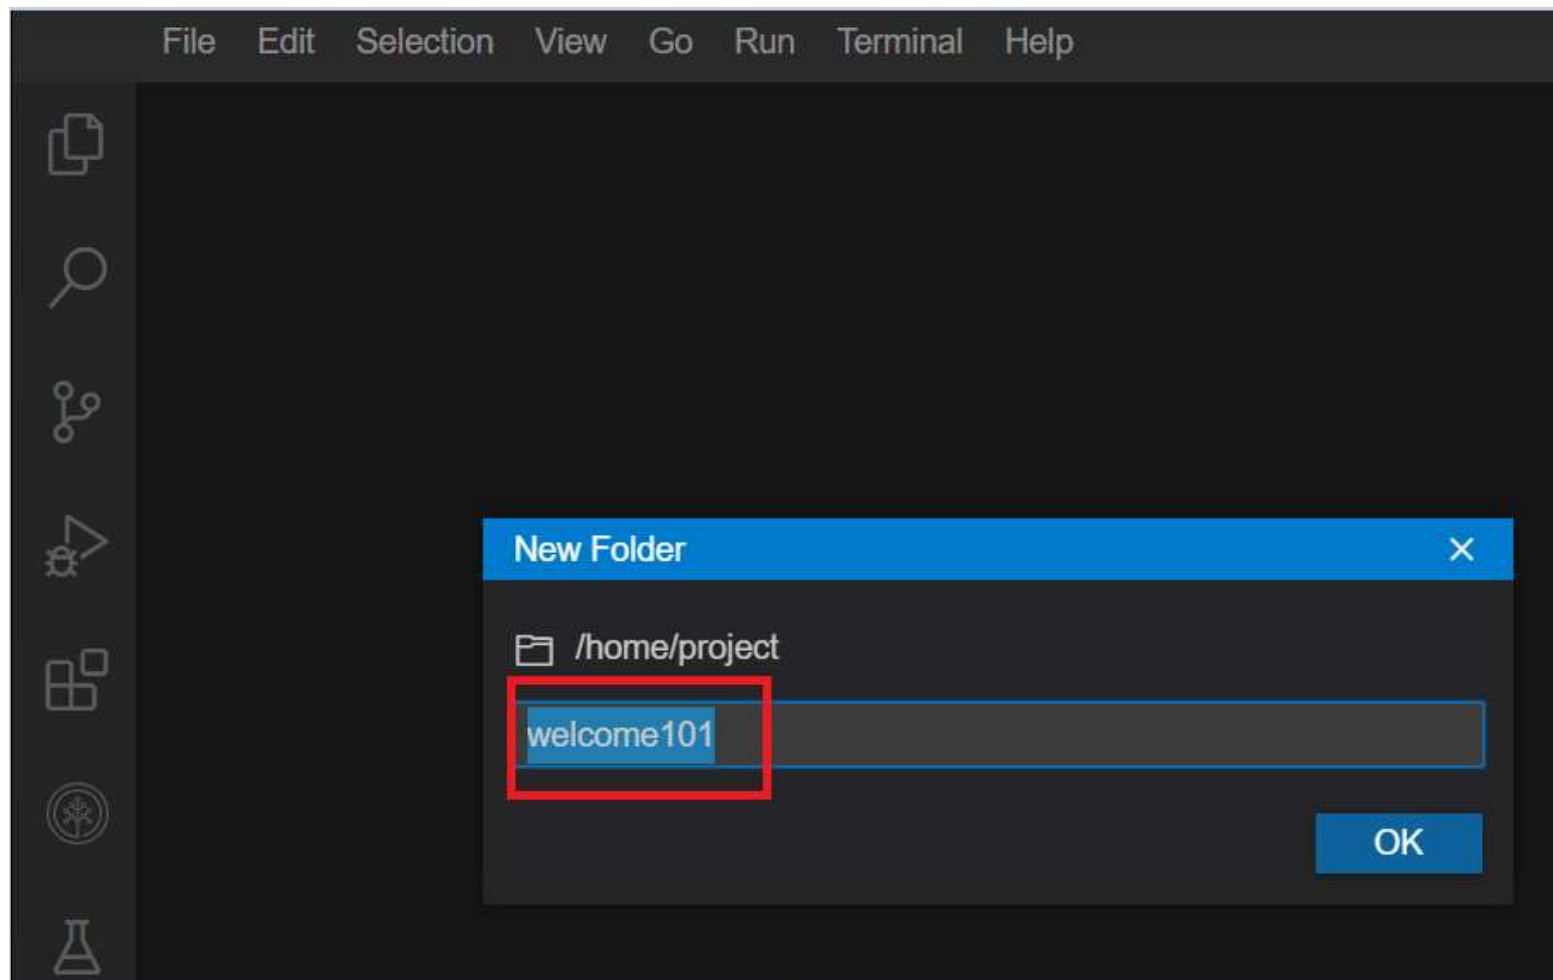 File Edit Selection View Go Run Terminal Help
New Folder
/home/project
welcome101
OK